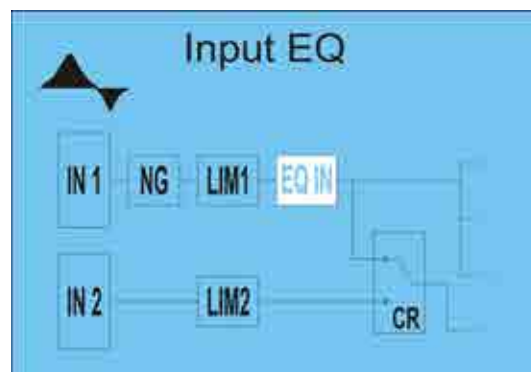 Input EQ
IN 1 NG LIM1 EQ IN
IN 2 LIM2 CR